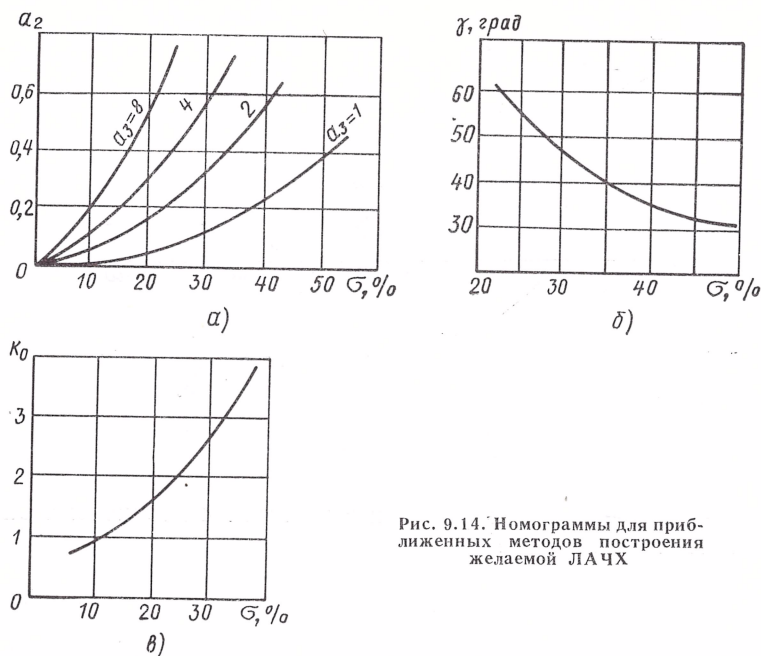 a₂
0,6
0,4
0,2
0
a₃=8
4
2
a₃=1
10 20 30 40 50 σ,%
а)
γ, град
60
50
40
30
20 30 40 σ,%
б)
K₀
3
2
1
0
10 20 30 σ,%
в)
Рис. 9.14. Номограммы для приб-
лиженных методов построения
желаемой ЛАЧХ